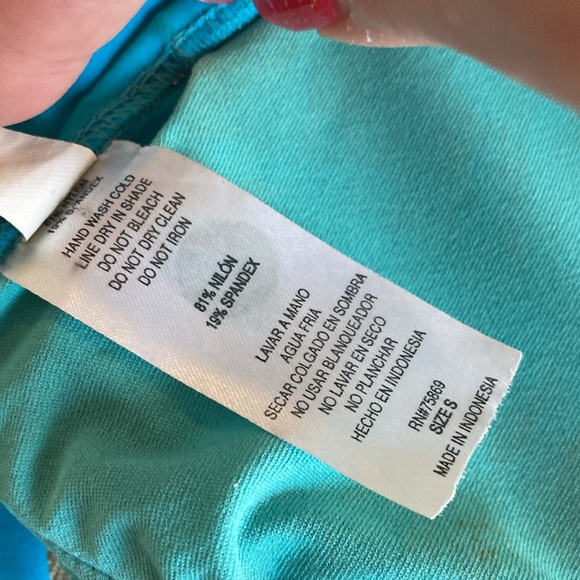 19% SPANDEX
HAND WASH COLD
LINE DRY IN SHADE
DO NOT BLEACH
DO NOT DRY CLEAN
DO NOT IRON
81% NILÓN
19% SPANDEX
LAVAR A MANO
AGUA FRIA
SECAR COLGADO EN SOMBRA
NO USAR BLANQUEADOR
NO LAVAR EN SECO
NO PLANCHAR
HECHO EN INDONESIA
RN#75869
SIZE S
MADE IN INDONESIA